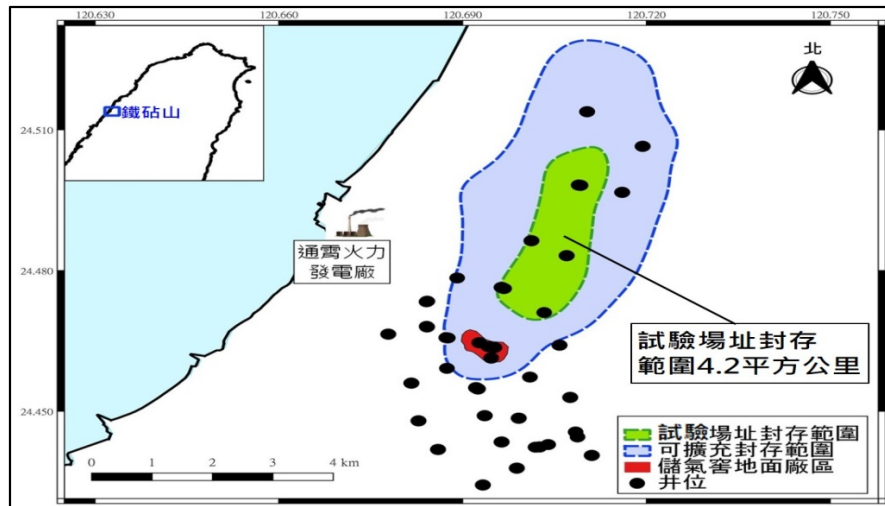 120.630
120.660
120.690
120.720
120.750
鐵砧山
北
24.510
通霄火力
發電廠
24.480
試驗場址封存
範圍4.2平方公里
24.450
試驗場址封存範圍
可擴充封存範圍
儲氣窖地面廠區
井位
0 1 2 3 4 km